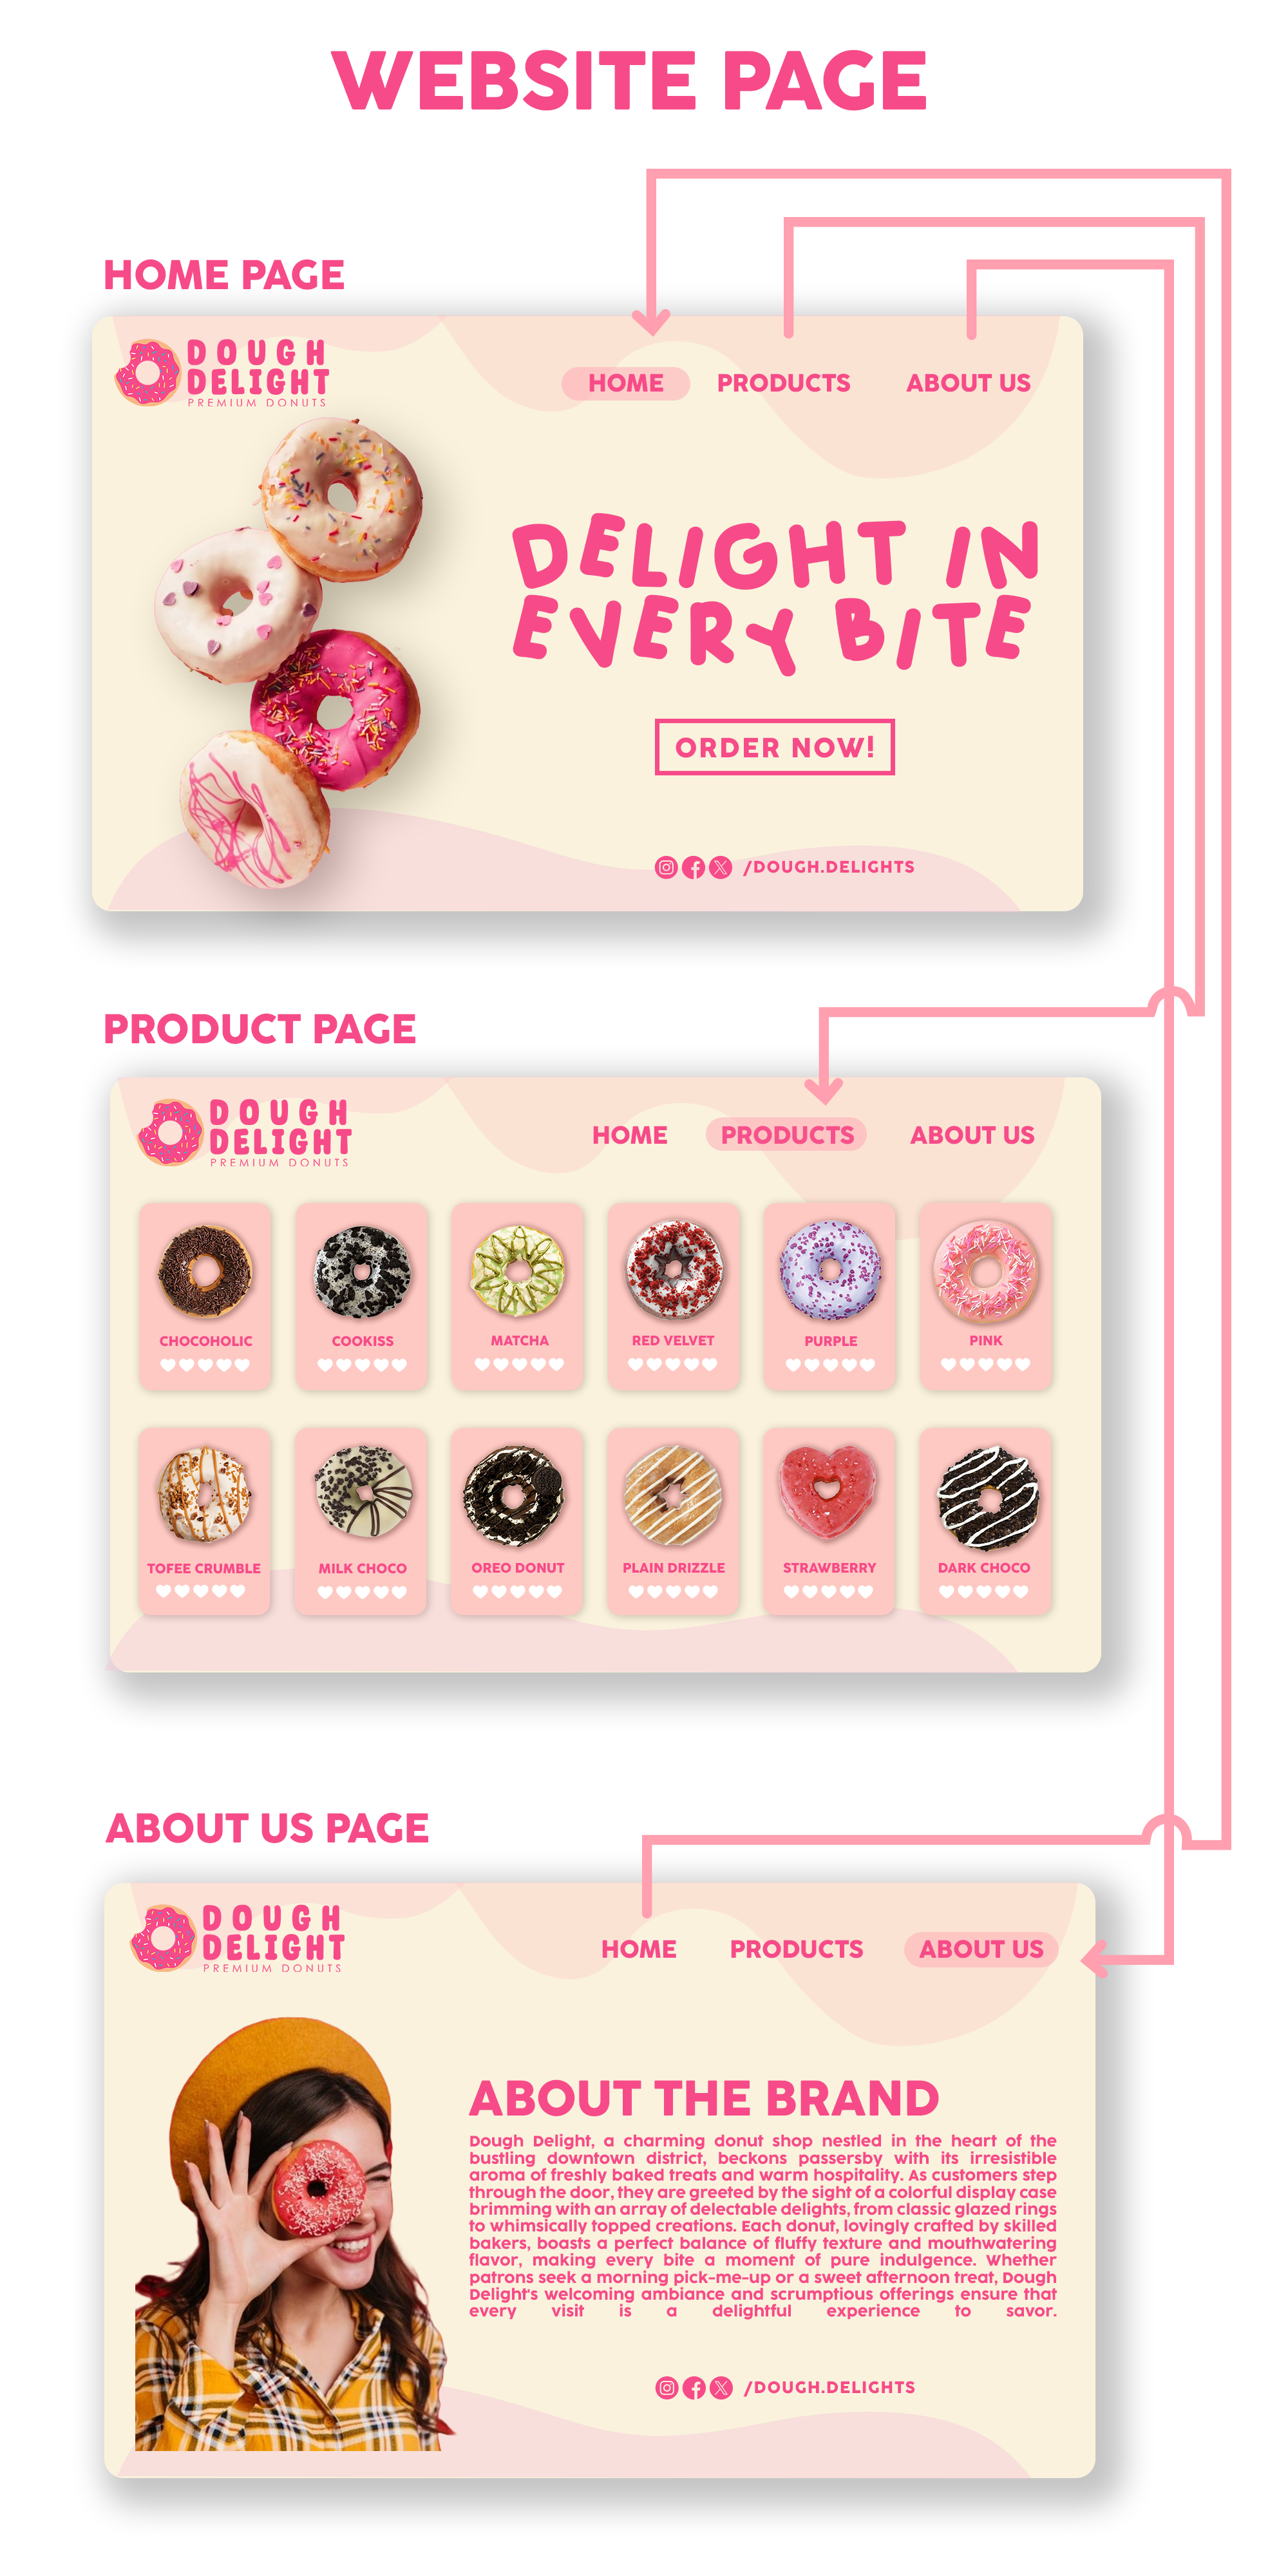 WEBSITE PAGE
HOME PAGE
DOUGH
DELIGHT
PREMIUM DONUTS
HOME PRODUCTS ABOUT US
DELIGHT IN
EVERY BITE
ORDER NOW!
/DOUGH.DELIGHTS
PRODUCT PAGE
DOUGH
DELIGHT
PREMIUM DONUTS
HOME PRODUCTS ABOUT US
CHOCOHOLIC COOKISS MATCHA RED VELVET PURPLE PINK
TOFEE CRUMBLE MILK CHOCO OREO DONUT PLAIN DRIZZLE STRAWBERRY DARK CHOCO
ABOUT US PAGE
DOUGH
DELIGHT
PREMIUM DONUTS
HOME PRODUCTS ABOUT US
ABOUT THE BRAND
Dough Delight, a charming donut shop nestled in the heart of the
bustling downtown district, beckons passersby with its irresistible
aroma of freshly baked treats and warm hospitality. As customers step
through the door, they are greeted by the sight of a colorful display case
brimming with an array of delectable delights, from classic glazed rings
to whimsically topped creations. Each donut, lovingly crafted by skilled
bakers, boasts a perfect balance of fluffy texture and mouthwatering
flavor, making every bite a moment of pure indulgence. Whether
patrons seek a morning pick-me-up or a sweet afternoon treat, Dough
Delight's welcoming ambiance and scrumptious offerings ensure that
every visit is a delightful experience to savor.
/DOUGH.DELIGHTS